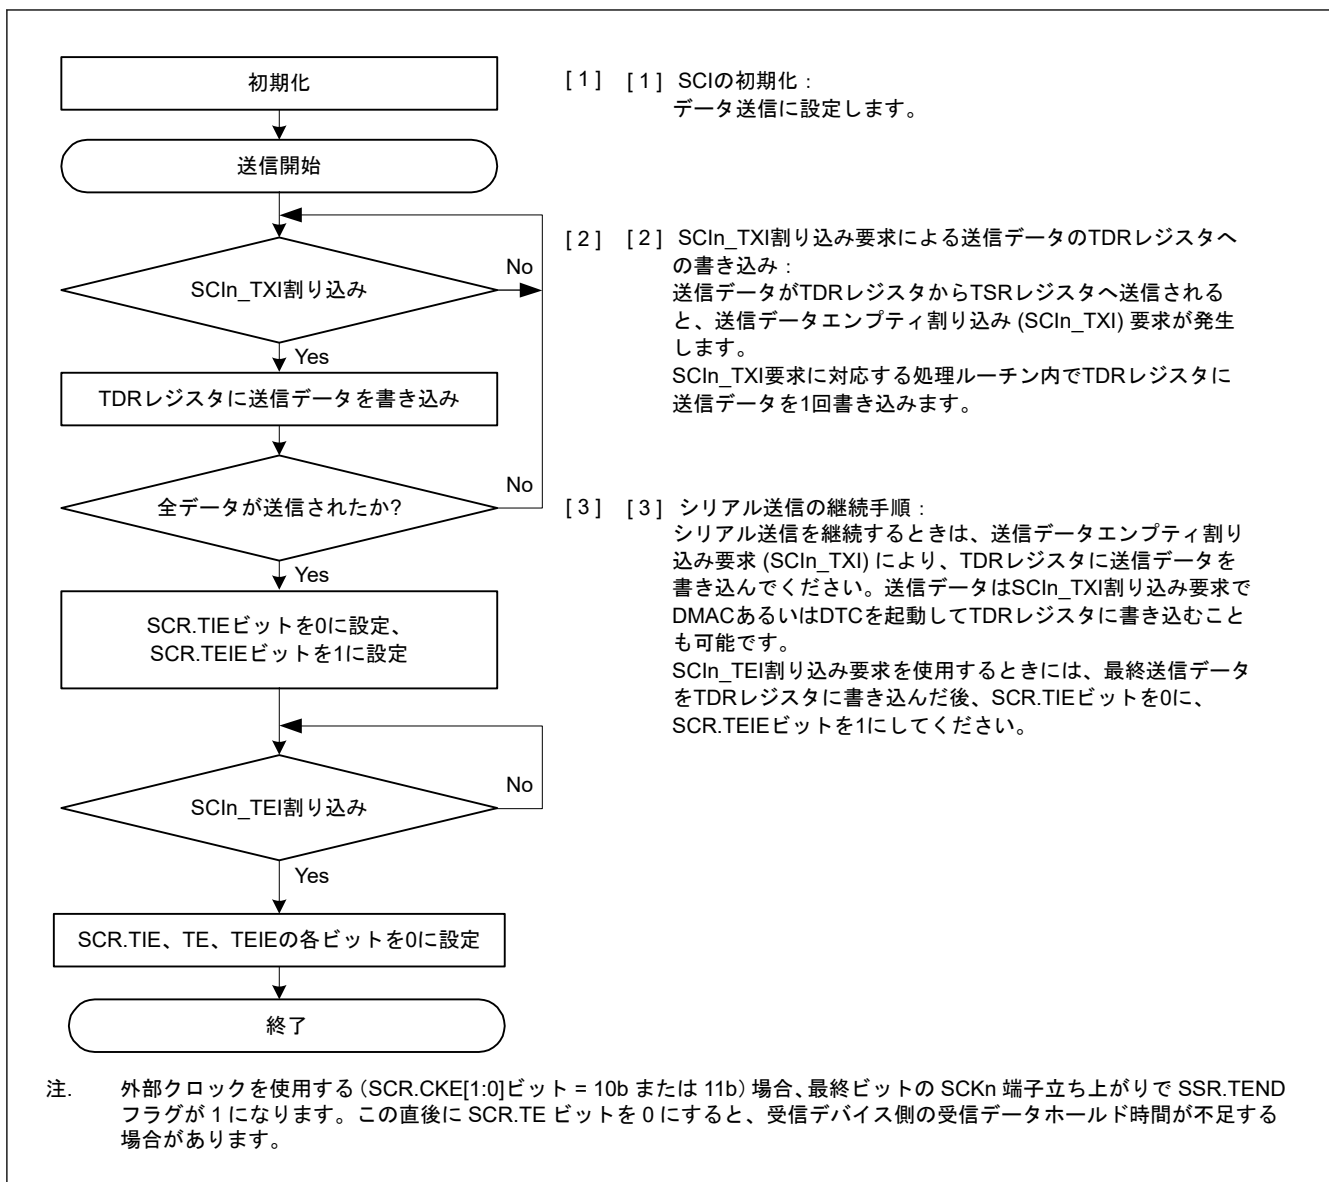 初期化
[ 1 ] [ 1 ] SCIの初期化：
データ送信に設定します。
送信開始
[ 2 ] [ 2 ] SCIn_TXI割り込み要求による送信データのTDRレジスタへ
の書き込み：
送信データがTDRレジスタからTSRレジスタへ送信される
と、送信データエンプティ割り込み (SCIn_TXI) 要求が発生
します。
SCIn_TXI要求に対応する処理ルーチン内でTDRレジスタに
送信データを1回書き込みます。
SCIn_TXI割り込み
No
Yes
TDRレジスタに送信データを書き込み
全データが送信されたか?
No
Yes
[ 3 ] [ 3 ] シリアル送信の継続手順：
シリアル送信を継続するときは、送信データエンプティ割り
込み要求 (SCIn_TXI) により、TDRレジスタに送信データを
書き込んでください。送信データはSCIn_TXI割り込み要求で
DMACあるいはDTCを起動してTDRレジスタに書き込むこと
も可能です。
SCIn_TEI割り込み要求を使用するときには、最終送信データ
をTDRレジスタに書き込んだ後、SCR.TIEビットを0に、
SCR.TEIEビットを1にしてください。
SCR.TIEビットを0に設定、
SCR.TEIEビットを1に設定
SCIn_TEI割り込み
No
Yes
SCR.TIE、TE、TEIEの各ビットを0に設定
終了
注. 外部クロックを使用する（SCR.CKE[1:0]ビット = 10b または 11b）場合、最終ビットの SCKn 端子立ち上がりで SSR.TEND
フラグが 1 になります。この直後に SCR.TE ビットを 0 にすると、受信デバイス側の受信データホールド時間が不足する
場合があります。